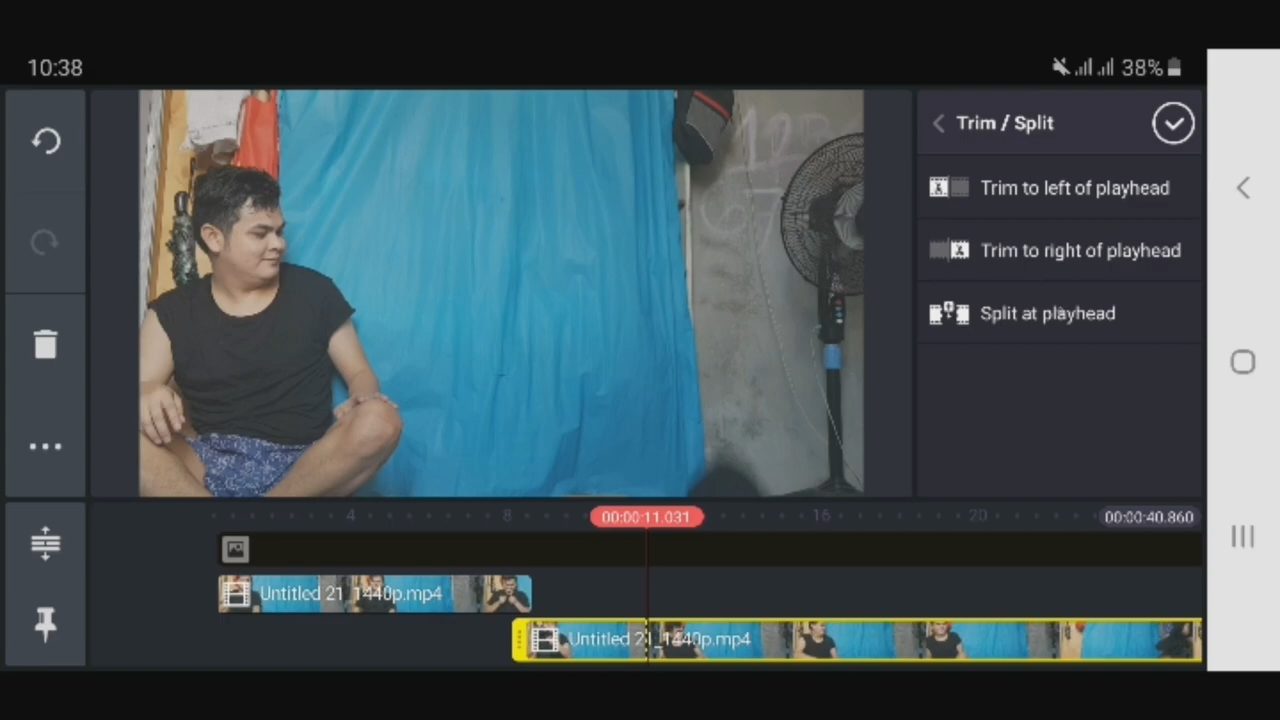 10:38
38%
Trim / Split
Trim to left of playhead
Trim to right of playhead
Split at playhead
4
8
00:00:11.031
16
20
00:00:40.860
Untitled 21_1440p.mp4
Untitled 21_1440p.mp4